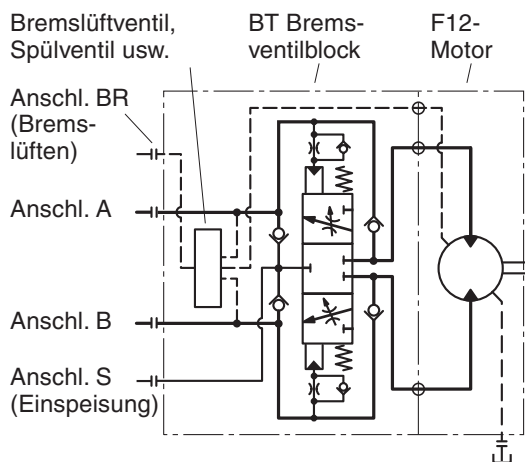 Bremslüftventil,
Spülventil usw.
BT Brems-
ventilblock
F12-
Motor
Anschl. BR
(Brems-
lüften)
Anschl. A
Anschl. B
Anschl. S
(Einspeisung)